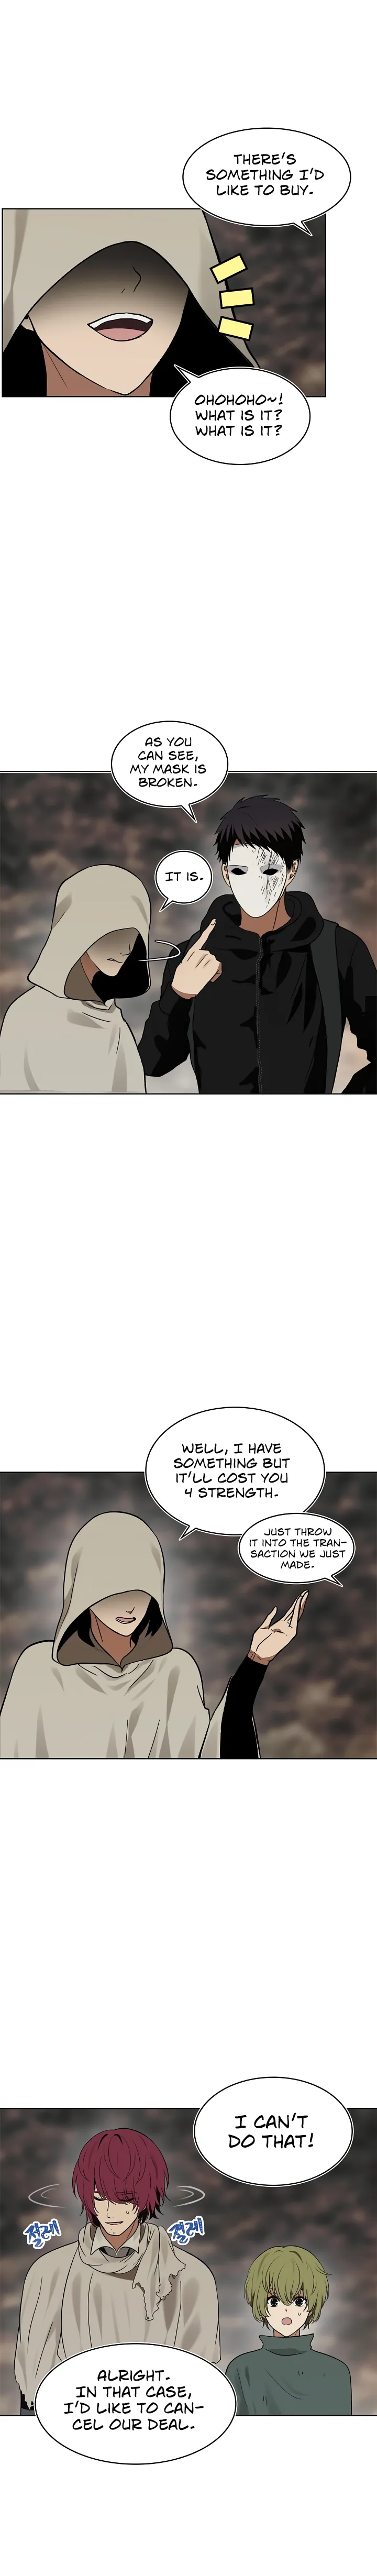 THERE'S
SOMETHING I'D
LIKE TO BUY.
OHOHOHO~!
WHAT IS IT?
WHAT IS IT?
AS YOU
CAN SEE,
MY MASK IS
BROKEN.
IT IS.
WELL, I HAVE
SOMETHING BUT
IT'LL COST YOU
4 STRENGTH.
JUST THROW
IT INTO THE TRAN-
SACTION WE JUST
MADE.
I CAN'T
DO THAT!
절레
절레
ALRIGHT.
IN THAT CASE,
I'D LIKE TO CAN-
CEL OUR DEAL.